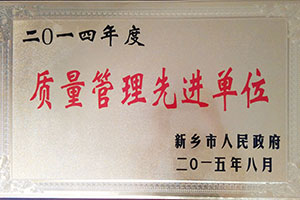 二〇一四年度
质量管理先进单位
新乡市人民政府
二〇一五年八月